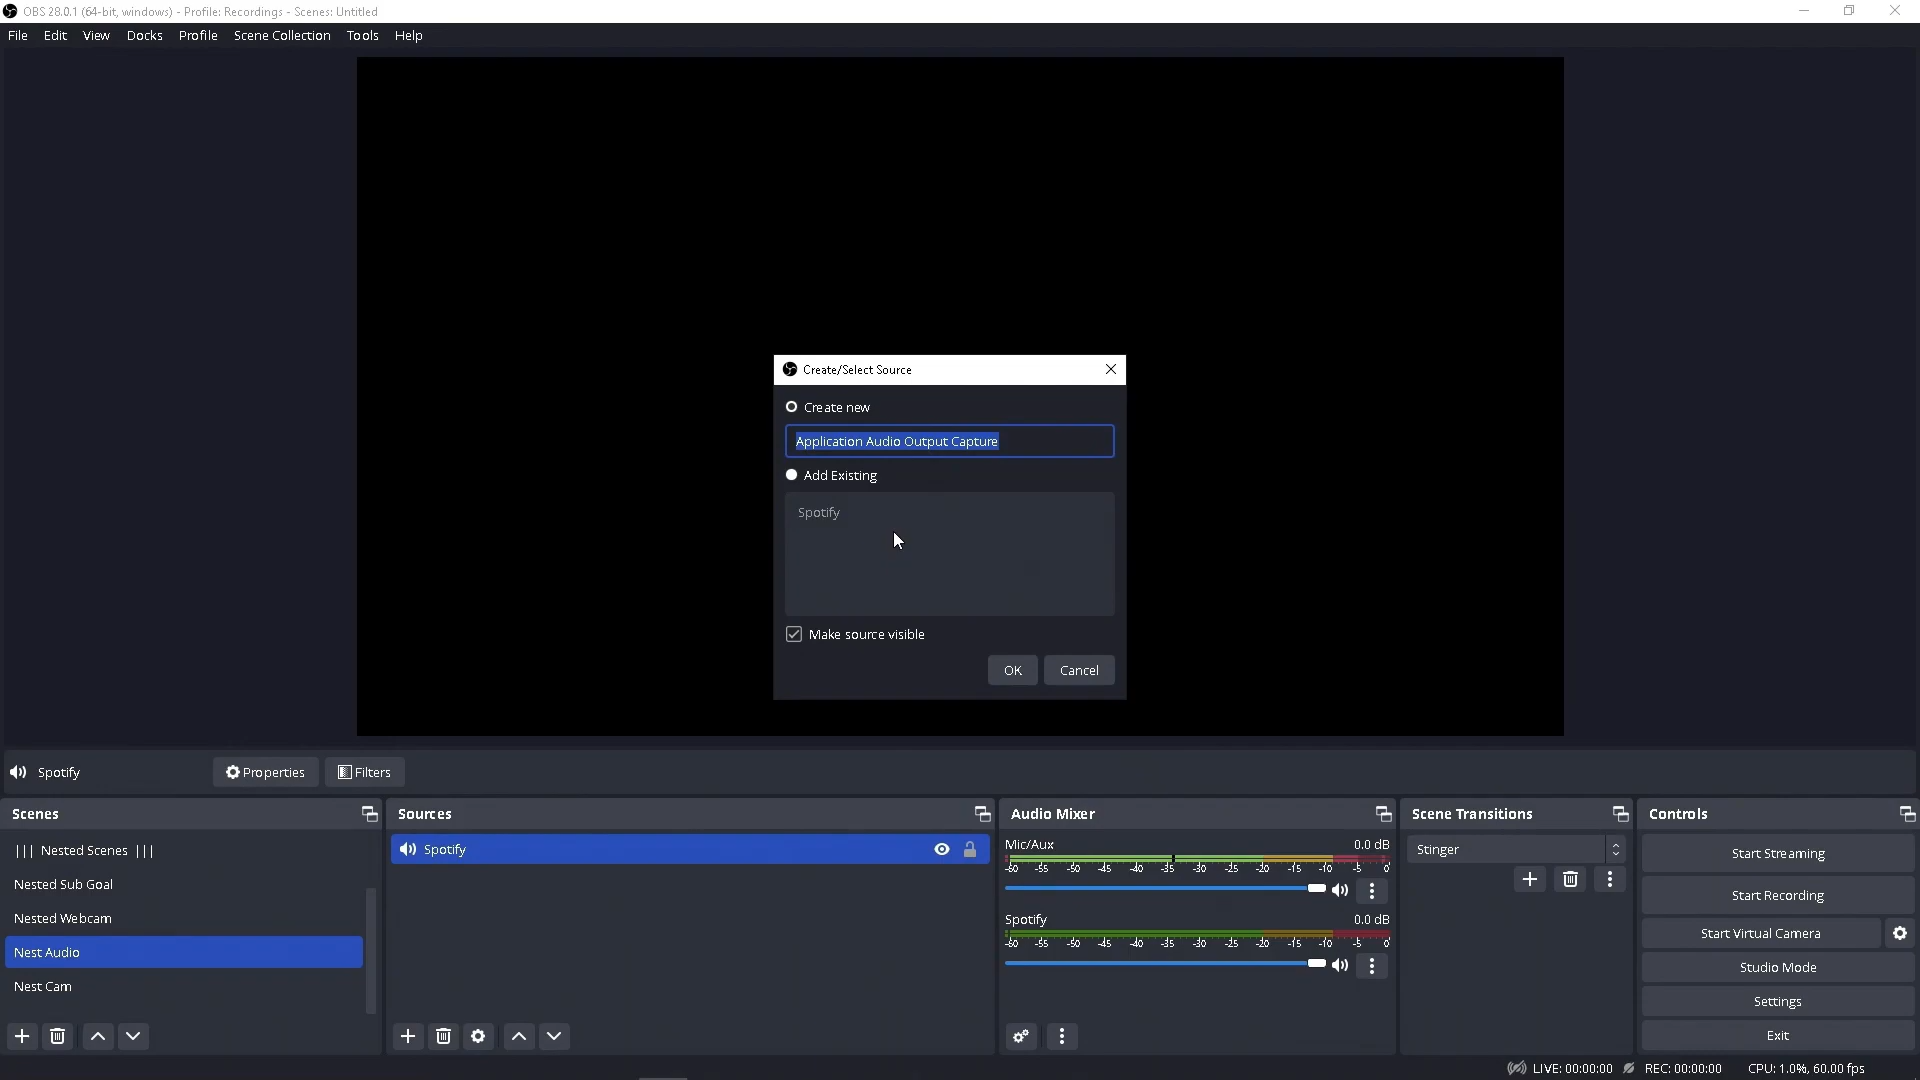 OBS 28.0.1 (64-bit, windows) - Profile: Recordings - Scenes: Untitled
File Edit View Docks Profile Scene Collection Tools Help
Create/Select Source
Create new
Application Audio Output Capture
Add Existing
Spotify
Make source visible
OK Cancel
Spotify Properties Filters
Scenes
||| Nested Scenes |||
Nested Sub Goal
Nested Webcam
Nest Audio
Nest Cam
Sources
Spotify
Audio Mixer
Mic/Aux 0.0 dB
-60 -55 -50 -45 -40 -35 -30 -25 -20 -15 -10 -5 0
Spotify 0.0 dB
-60 -55 -50 -45 -40 -35 -30 -25 -20 -15 -10 -5 0
Scene Transitions
Stinger
Controls
Start Streaming
Start Recording
Start Virtual Camera
Studio Mode
Settings
Exit
LIVE: 00:00:00 REC: 00:00:00 CPU: 1.0%, 60.00 fps